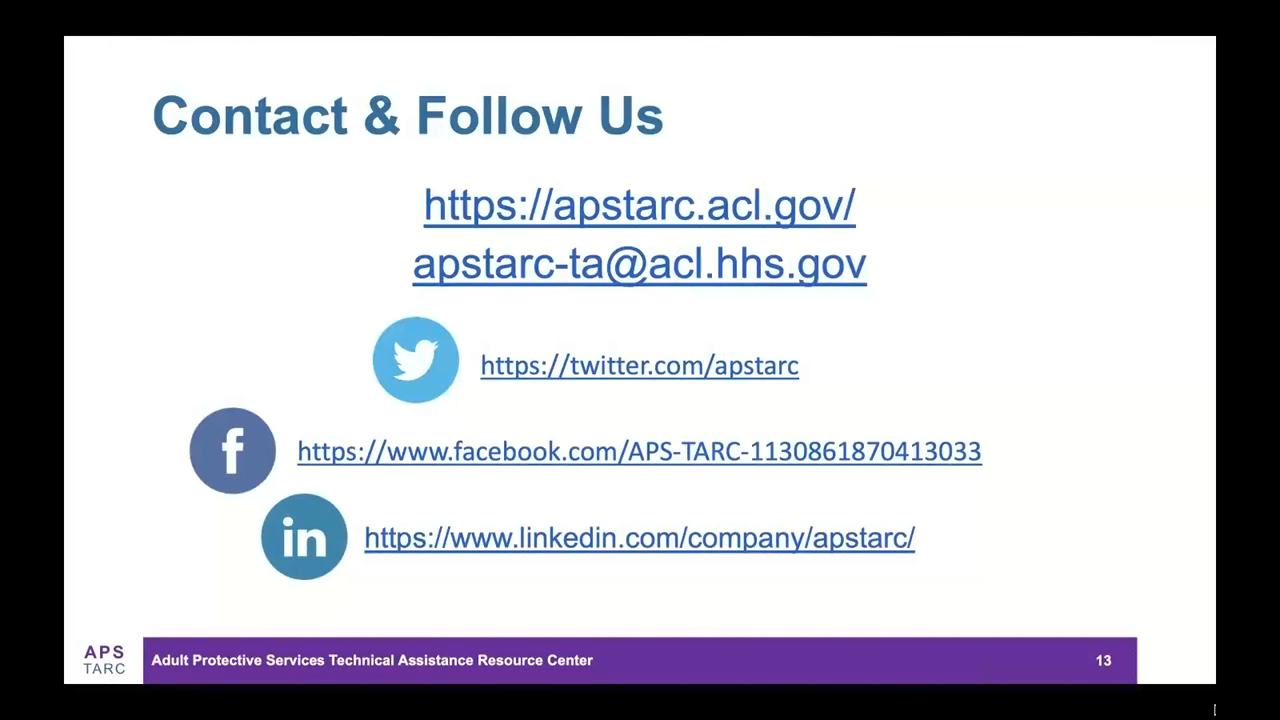 Contact & Follow Us
https://apstarc.acl.gov/
apstarc-ta@acl.hhs.gov
https://twitter.com/apstarc
f https://www.facebook.com/APS-TARC-1130861870413033
in https://www.linkedin.com/company/apstarc/
APS
TARC
Adult Protective Services Technical Assistance Resource Center 13